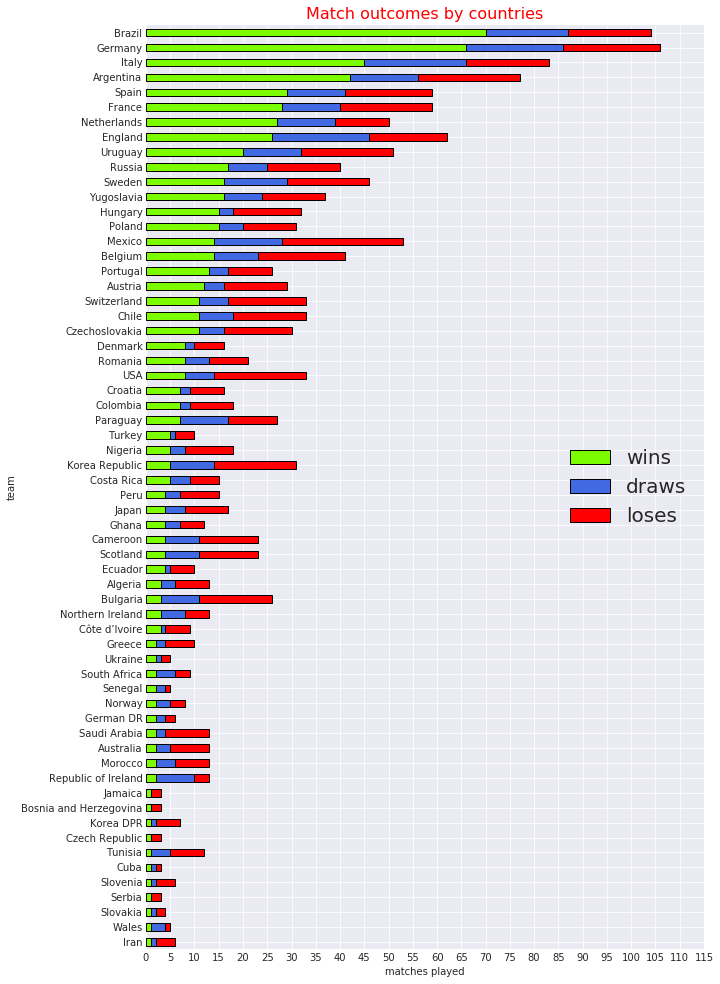 Match outcomes by countries
Brazil
Germany
Italy
Argentina
Spain
France
Netherlands
England
Uruguay
Russia
Sweden
Yugoslavia
Hungary
Poland
Mexico
Belgium
Portugal
Austria
Switzerland
Chile
Czechoslovakia
Denmark
Romania
USA
Croatia
Colombia
Paraguay
Turkey
Nigeria
Korea Republic
Costa Rica
Peru
Japan
Ghana
Cameroon
Scotland
Ecuador
Algeria
Bulgaria
Northern Ireland
Côte d’Ivoire
Greece
Ukraine
South Africa
Senegal
Norway
German DR
Saudi Arabia
Australia
Morocco
Republic of Ireland
Jamaica
Bosnia and Herzegovina
Korea DPR
Czech Republic
Tunisia
Cuba
Slovenia
Serbia
Slovakia
Wales
Iran
team
wins
draws
loses
0 5 10 15 20 25 30 35 40 45 50 55 60 65 70 75 80 85 90 95 100 105 110 115
matches played